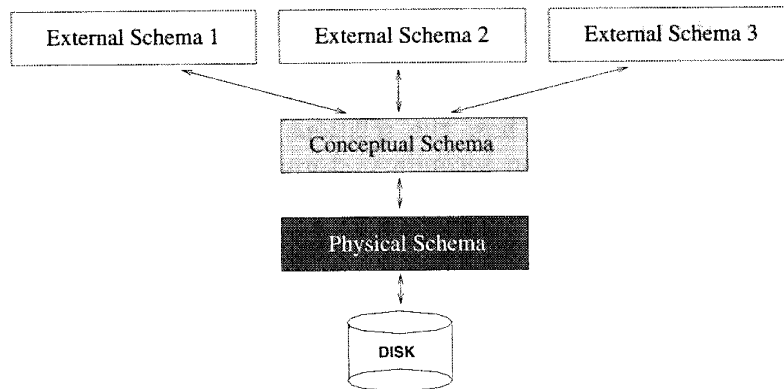 External Schema 1
External Schema 2
External Schema 3
Conceptual Schema
Physical Schema
DISK